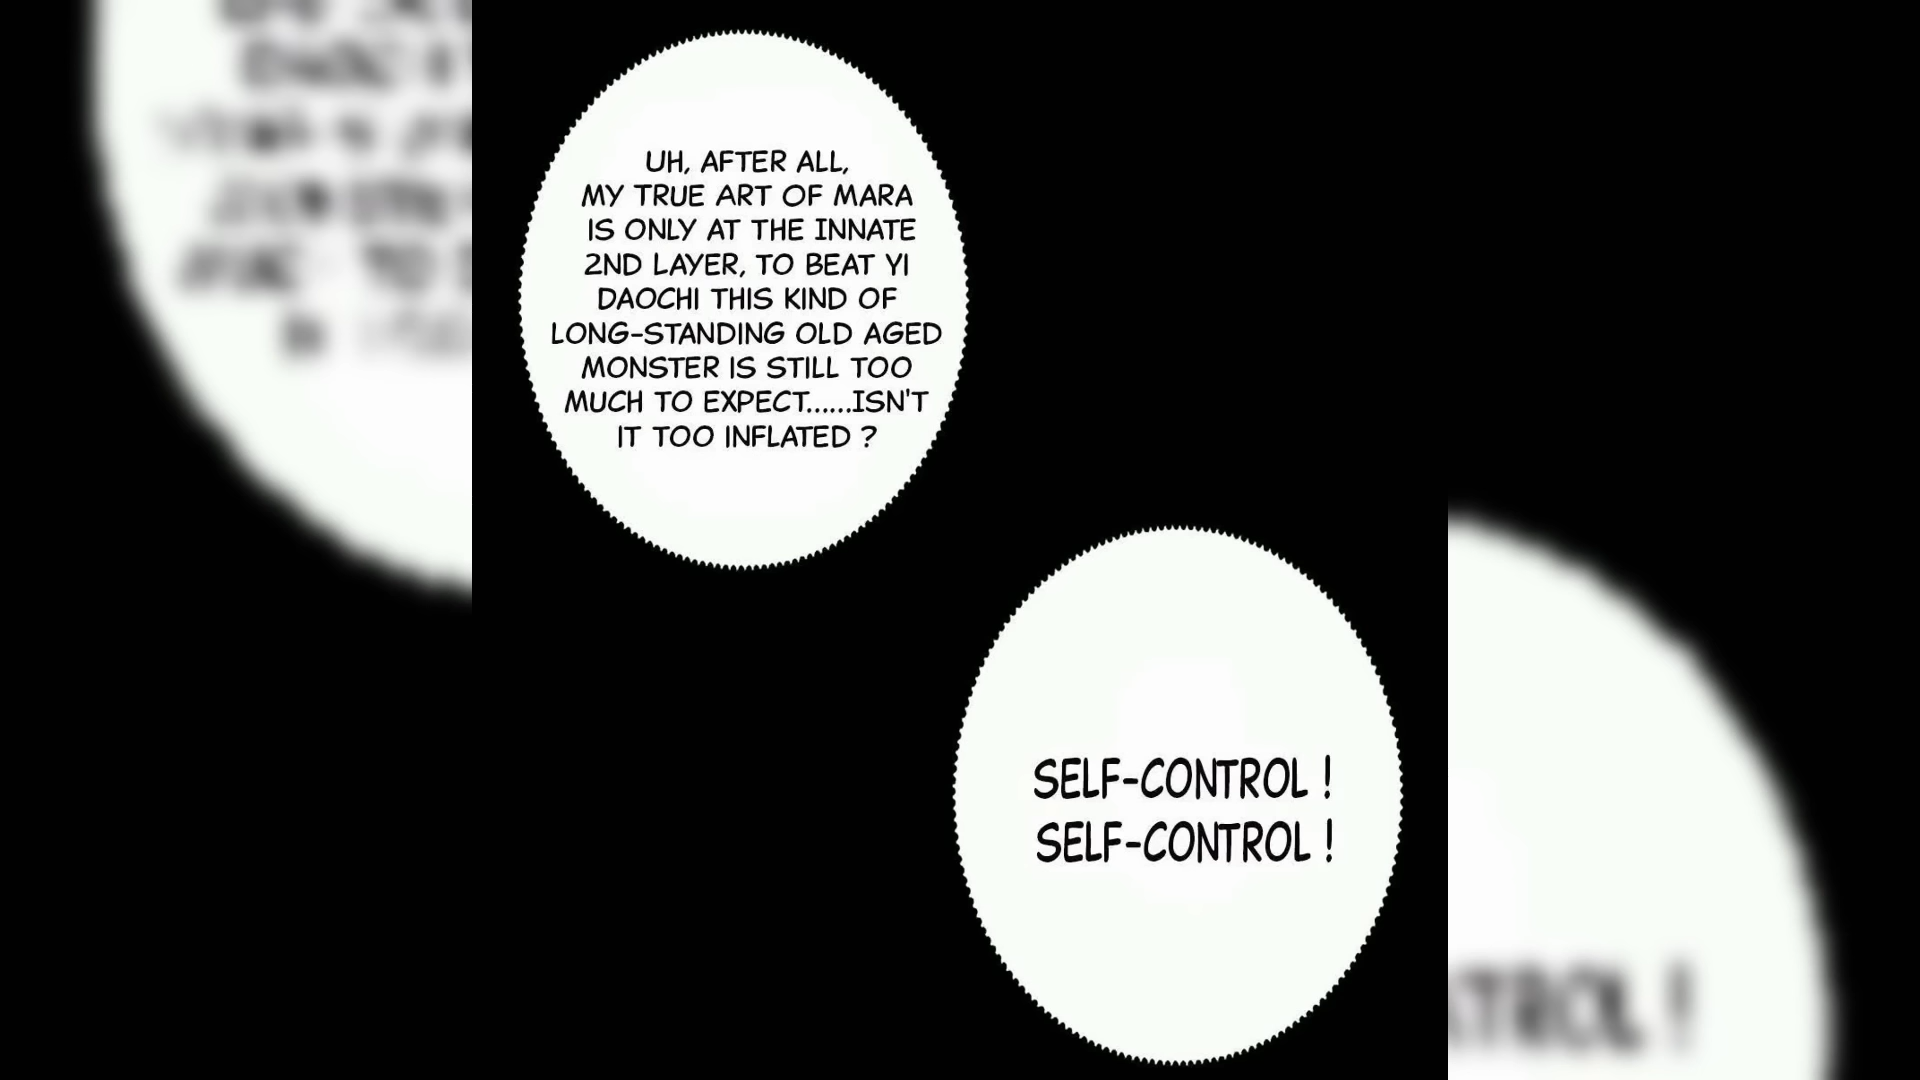 UH, AFTER ALL,
MY TRUE ART OF MARA
IS ONLY AT THE INNATE
2ND LAYER, TO BEAT YI
DAOCHI THIS KIND OF
LONG-STANDING OLD AGED
MONSTER IS STILL TOO
MUCH TO EXPECT......ISN'T
IT TOO INFLATED ?
SELF-CONTROL !
SELF-CONTROL !